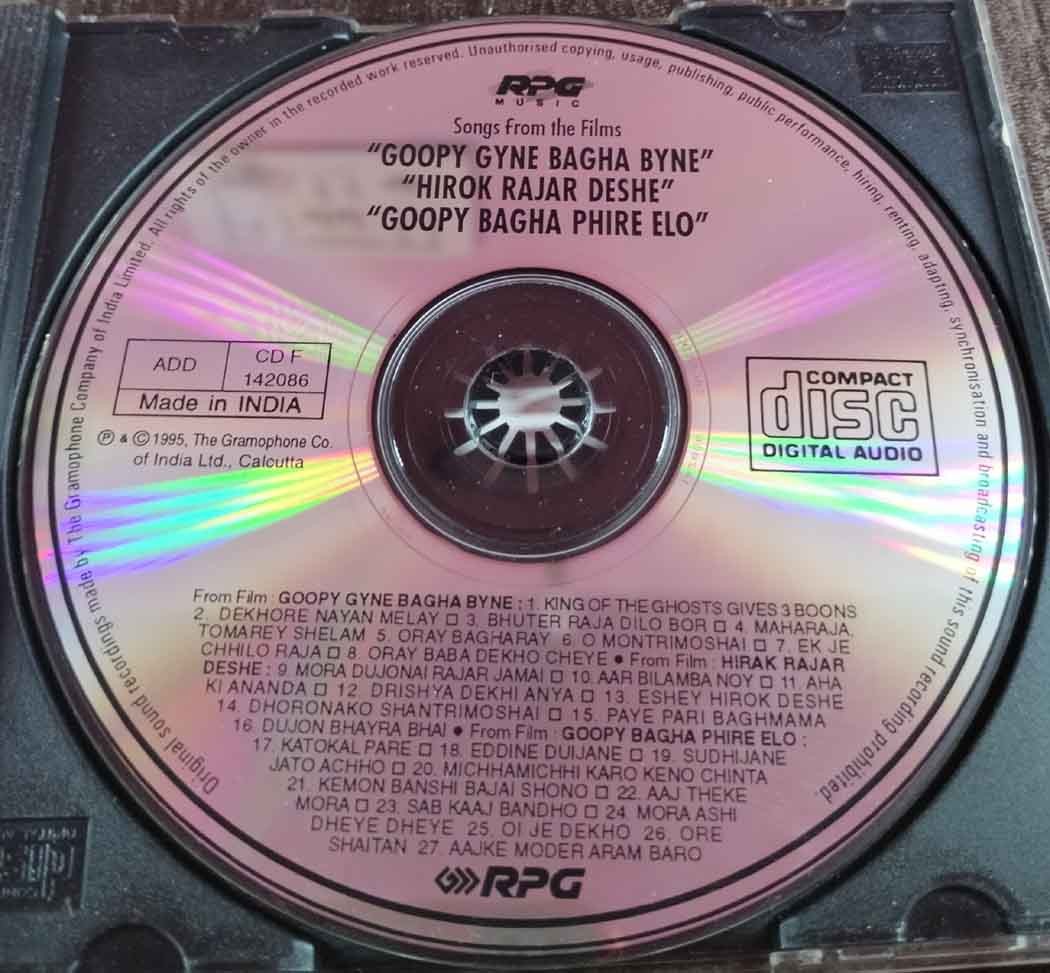 Original sound recordings made by The Gramophone Company of India Limited. All rights of the owner in the recorded work reserved. Unauthorised copying, usage, publishing, public performance, hiring, renting, adapting, synchronisation and broadcasting of this sound recording prohibited
RPG
MUSIC
Songs from the Films
“GOOPY GYNE BAGHA BYNE”
“HIROK RAJAR DESHE”
“GOOPY BAGHA PHIRE ELO”
ADD
CD F
142086
Made in INDIA
℗ & ©1995, The Gramophone Co.
of India Ltd., Calcutta
COMPACT
disc
DIGITAL AUDIO
From Film : GOOPY GYNE BAGHA BYNE : 1. KING OF THE GHOSTS GIVES 3 BOONS
2. DEKHORE NAYAN MELAY □ 3. BHUTER RAJA DILO BOR □ 4. MAHARAJA,
TOMAREY SHELAM 5. ORAY BAGHARAY 6. O MONTRIMOSHAI □ 7. EK JE
CHHILO RAJA □ 8. ORAY BABA DEKHO CHEYE ● From Film : HIRAK RAJAR
DESHE : 9. MORA DUJONAI RAJAR JAMAI □ 10. AAR BILAMBA NOY □ 11. AHA
KI ANANDA □ 12. DRISHYA DEKHI ANYA □ 13. ESHEY HIROK DESHE
14. DHORONAKO SHANTRIMOSHAI □ 15. PAYE PARI BAGHMAMA
16. DUJON BHAYRA BHAI ● From Film : GOOPY BAGHA PHIRE ELO :
17. KATOKAL PARE □ 18. EDDINE DUIJANE □ 19. SUDHIJANE
JATO ACHHO □ 20. MICHHAMICHHI KARO KENO CHINTA
21. KEMON BANSHI BAJAI SHONO □ 22. AAJ THEKE
MORA □ 23. SAB KAAJ BANDHO □ 24. MORA ASHI
DHEYE DHEYE 25. OI JE DEKHO 26. ORE
SHAITAN 27. AAJKE MODER ARAM BARO
RPG